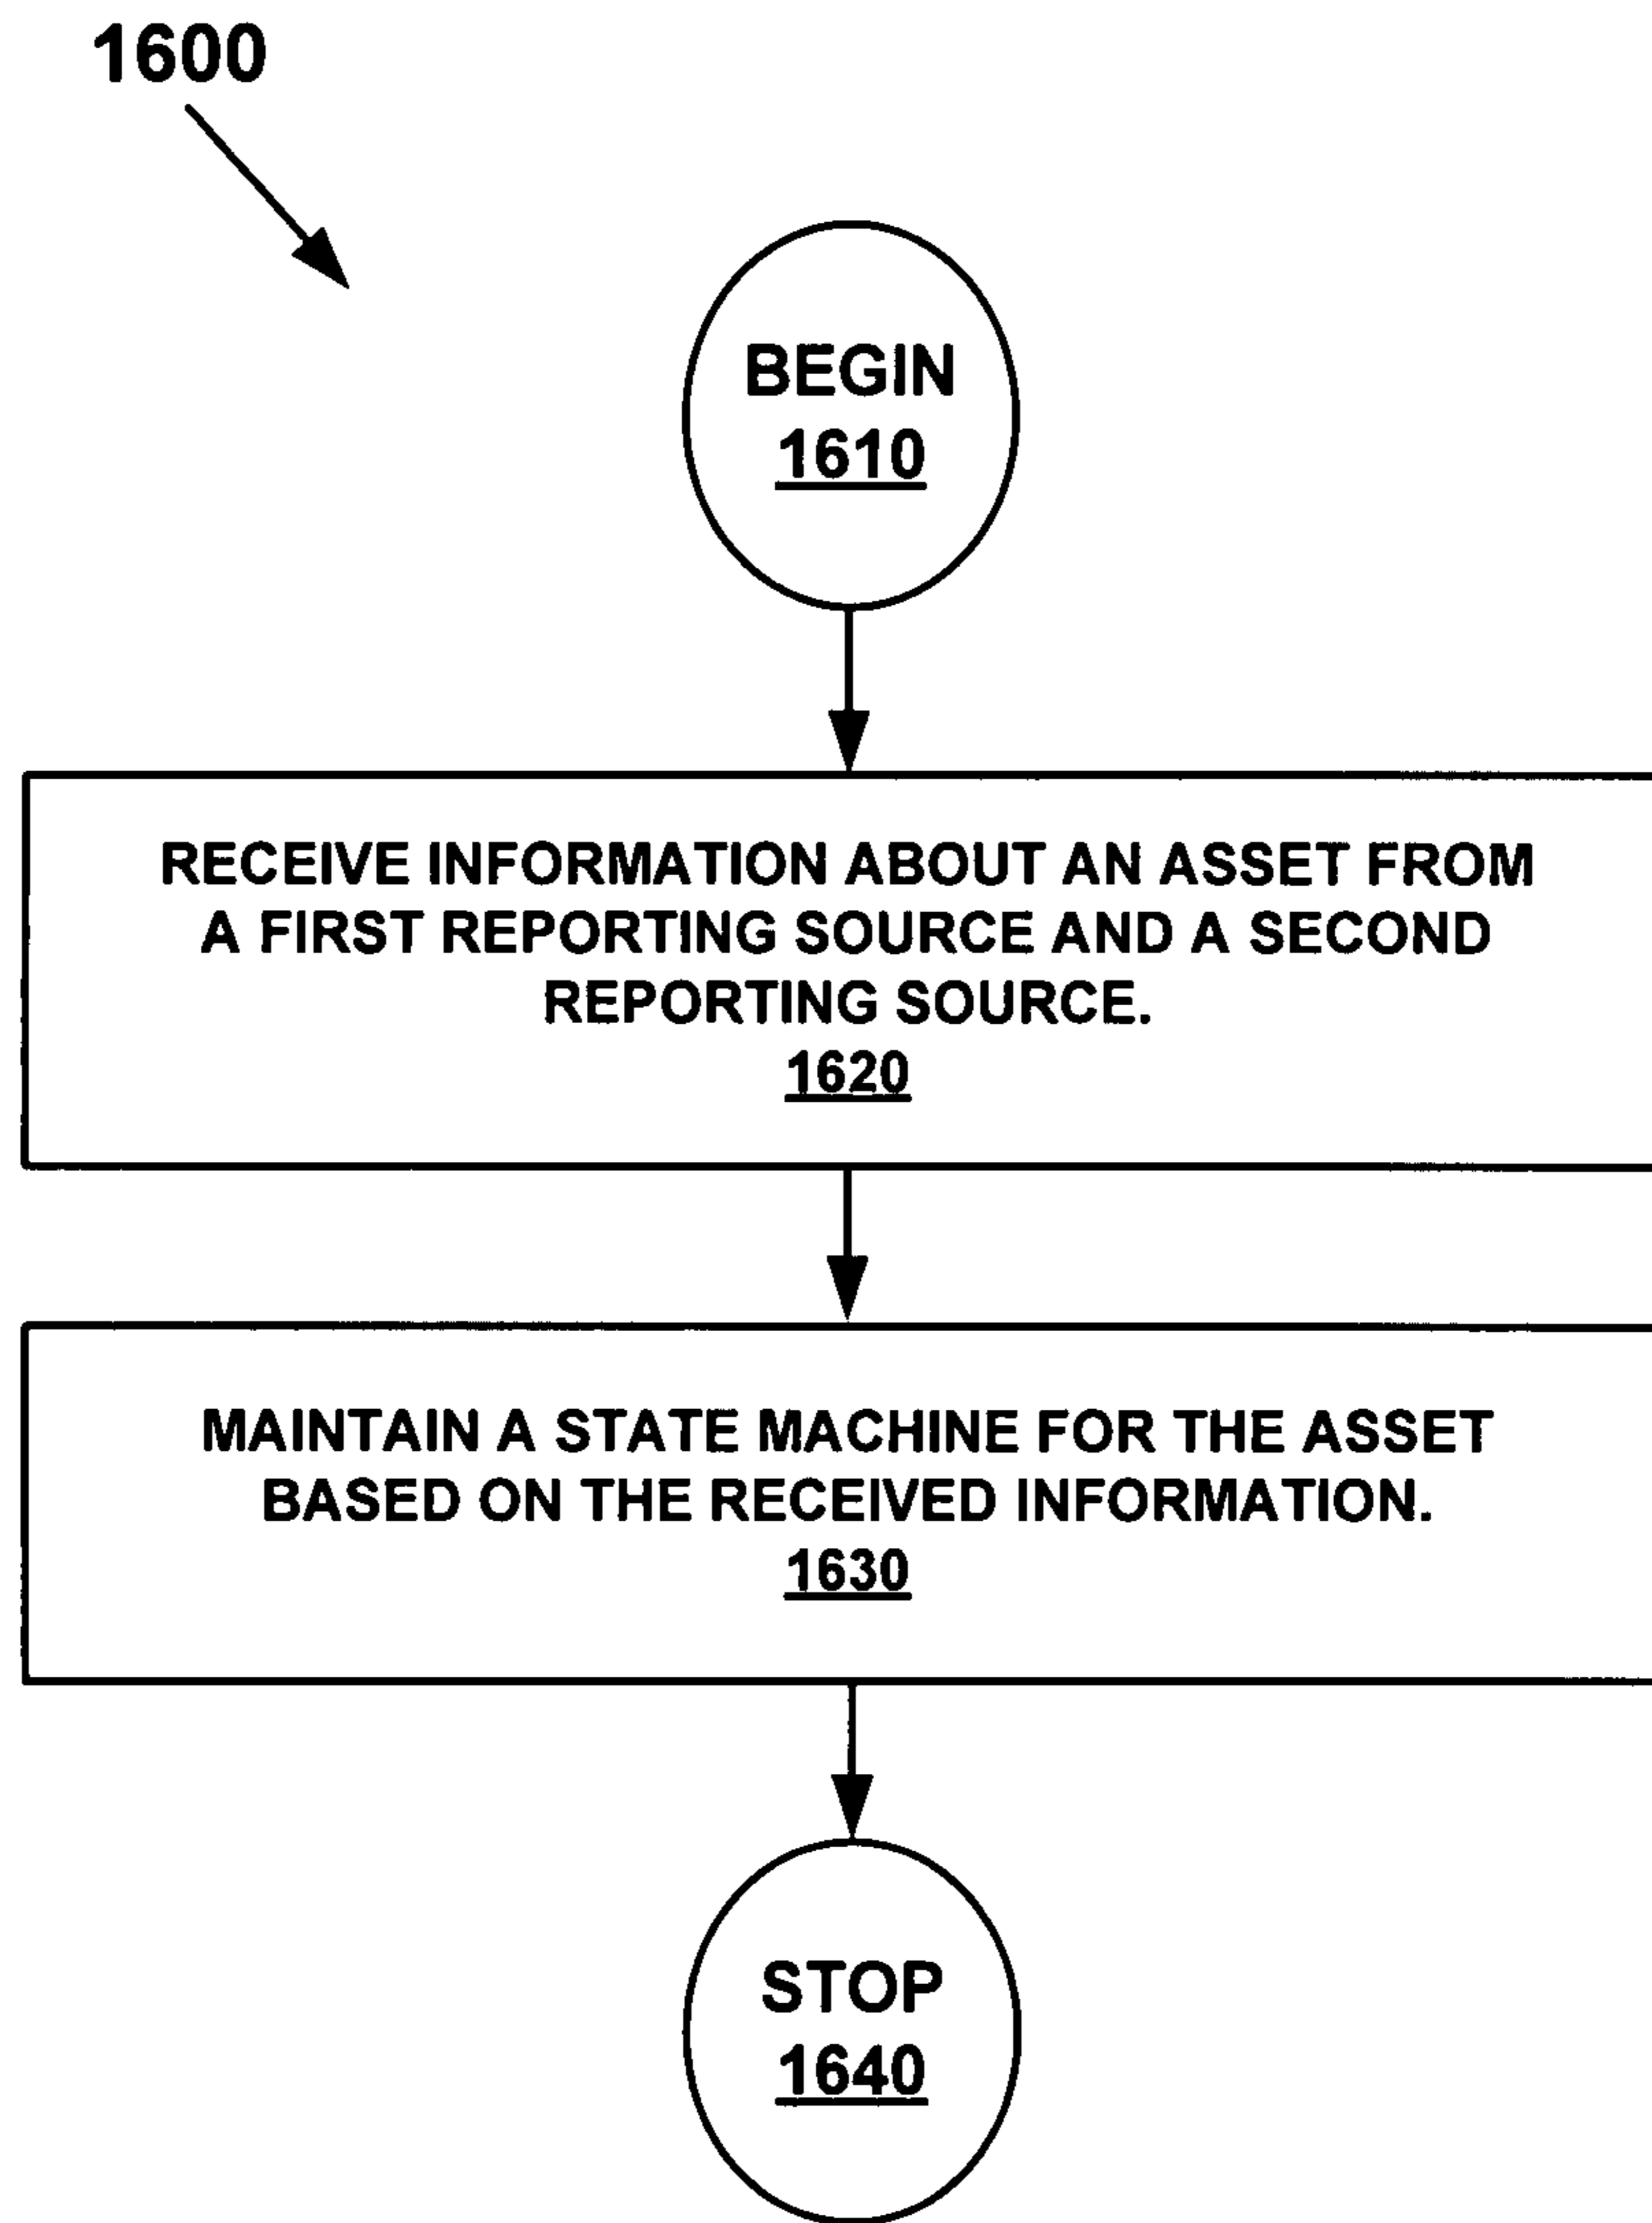 1600
BEGIN
1610
RECEIVE INFORMATION ABOUT AN ASSET FROM
A FIRST REPORTING SOURCE AND A SECOND
REPORTING SOURCE.
1620
MAINTAIN A STATE MACHINE FOR THE ASSET
BASED ON THE RECEIVED INFORMATION.
1630
STOP
1640